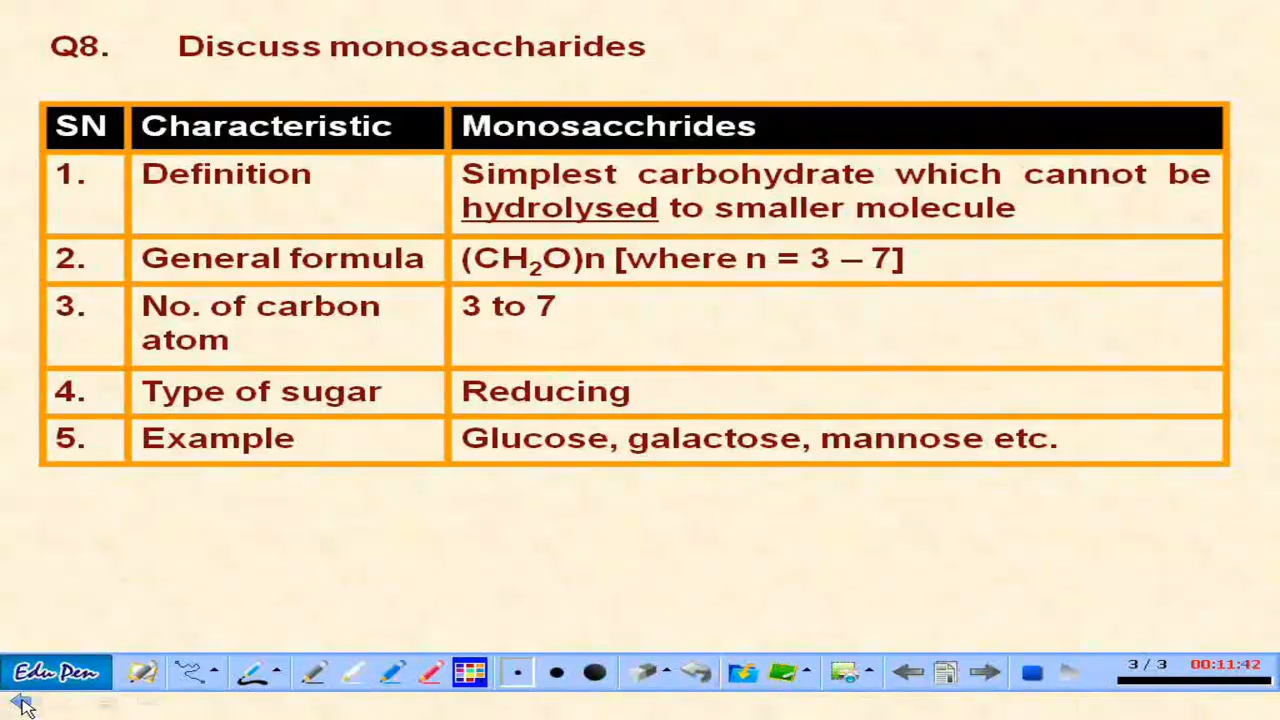 Q8. Discuss monosaccharides
SN Characteristic Monosacchrides
1. Definition Simplest carbohydrate which cannot be
hydrolysed to smaller molecule
2. General formula (CH₂O)n [where n = 3 – 7]
3. No. of carbon 3 to 7
atom
4. Type of sugar Reducing
5. Example Glucose, galactose, mannose etc.
Edu Pen 3 / 3 00:11:42